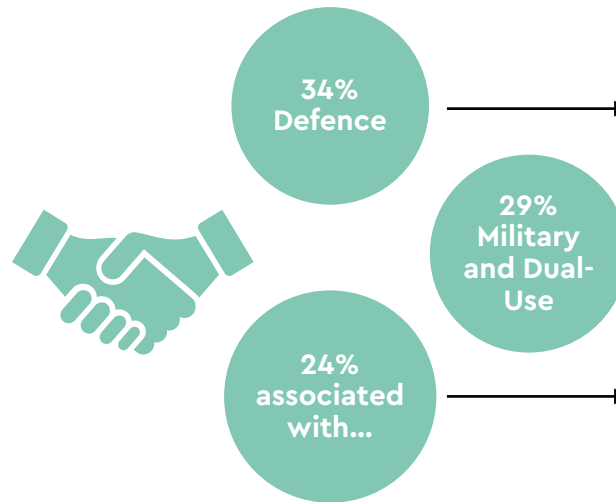 34%
Defence
29%
Military
and Dual-
Use
24%
associated
with...